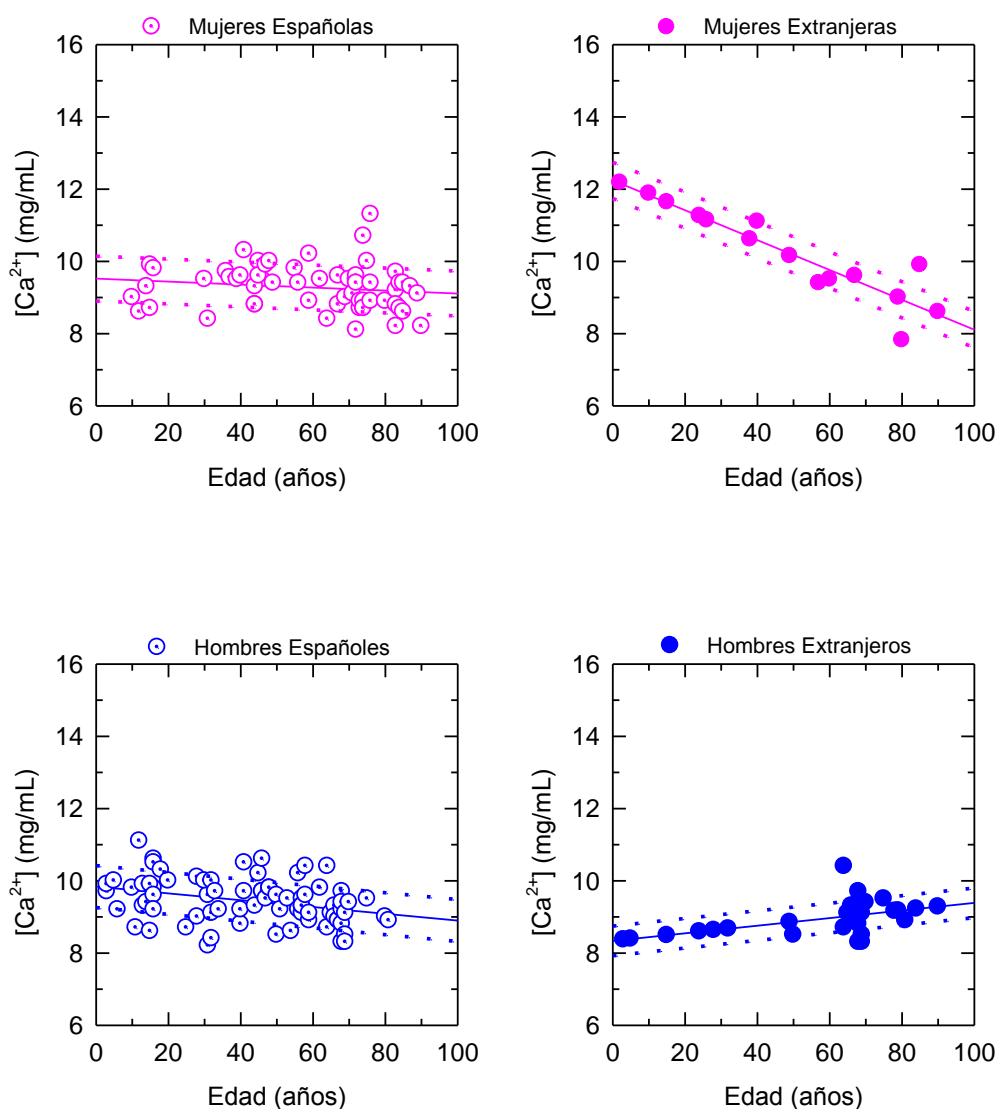 Mujeres Españolas
16
14
12
10
8
6
[Ca²⁺] (mg/mL)
0 20 40 60 80 100
Edad (años)
Mujeres Extranjeras
16
14
12
10
8
6
[Ca²⁺] (mg/mL)
0 20 40 60 80 100
Edad (años)
Hombres Españoles
16
14
12
10
8
6
[Ca²⁺] (mg/mL)
0 20 40 60 80 100
Edad (años)
Hombres Extranjeros
16
14
12
10
8
6
[Ca²⁺] (mg/mL)
0 20 40 60 80 100
Edad (años)